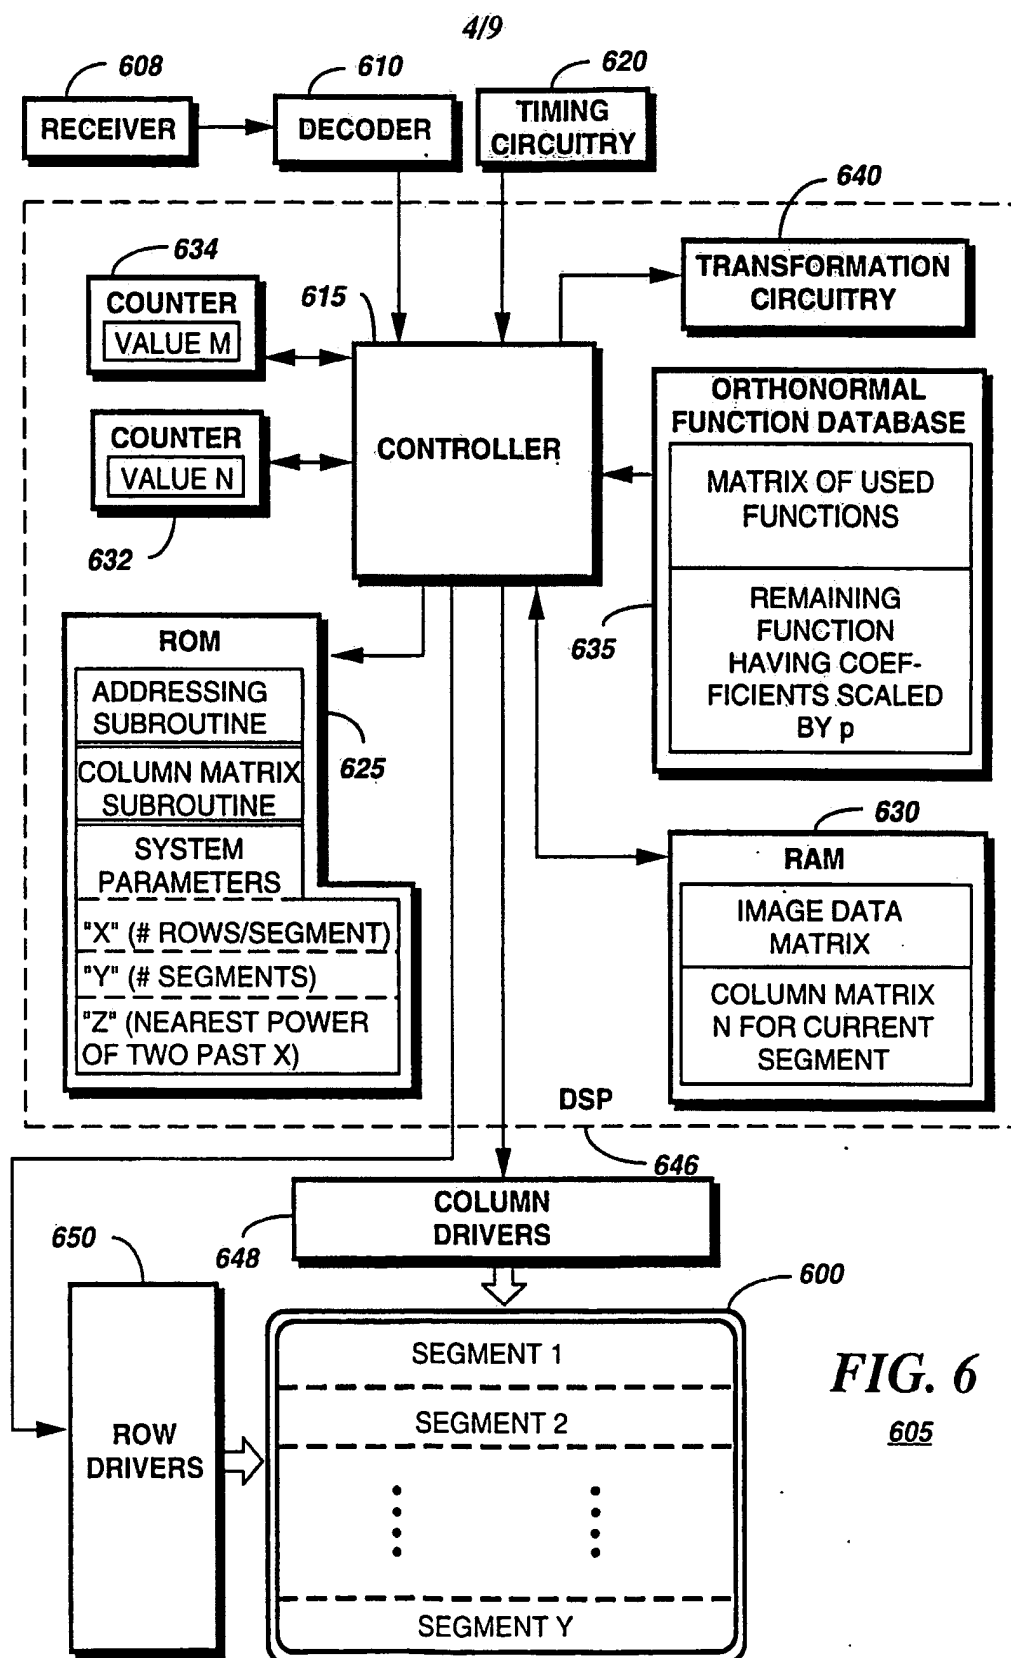 4/9
608
610
620
RECEIVER
DECODER
TIMING
CIRCUITRY
640
634
615
TRANSFORMATION
CIRCUITRY
COUNTER
VALUE M
CONTROLLER
ORTHONORMAL
FUNCTION DATABASE
COUNTER
VALUE N
632
MATRIX OF USED
FUNCTIONS
635
REMAINING
FUNCTION
HAVING COEF-
FICIENTS SCALED
BY p
ROM
ADDRESSING
SUBROUTINE
625
COLUMN MATRIX
SUBROUTINE
SYSTEM
PARAMETERS
"X" (# ROWS/SEGMENT)
"Y" (# SEGMENTS)
"Z" (NEAREST POWER
OF TWO PAST X)
630
RAM
IMAGE DATA
MATRIX
COLUMN MATRIX
N FOR CURRENT
SEGMENT
DSP
646
COLUMN
DRIVERS
648
650
600
ROW
DRIVERS
SEGMENT 1
SEGMENT 2
SEGMENT Y
FIG. 6
605